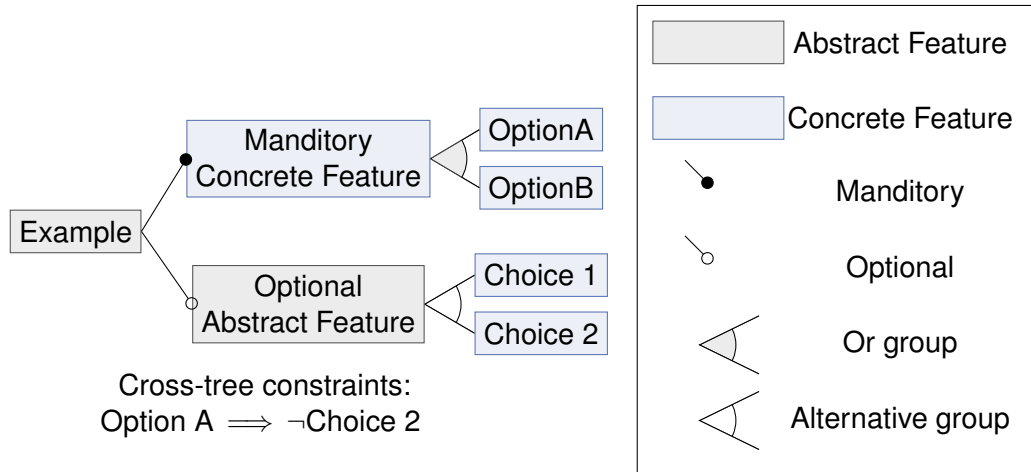 Example
Manditory
Concrete Feature
OptionA
OptionB
Optional
Abstract Feature
Choice 1
Choice 2
Cross-tree constraints:
Option A ⟹ ¬Choice 2
Abstract Feature
Concrete Feature
Manditory
Optional
Or group
Alternative group